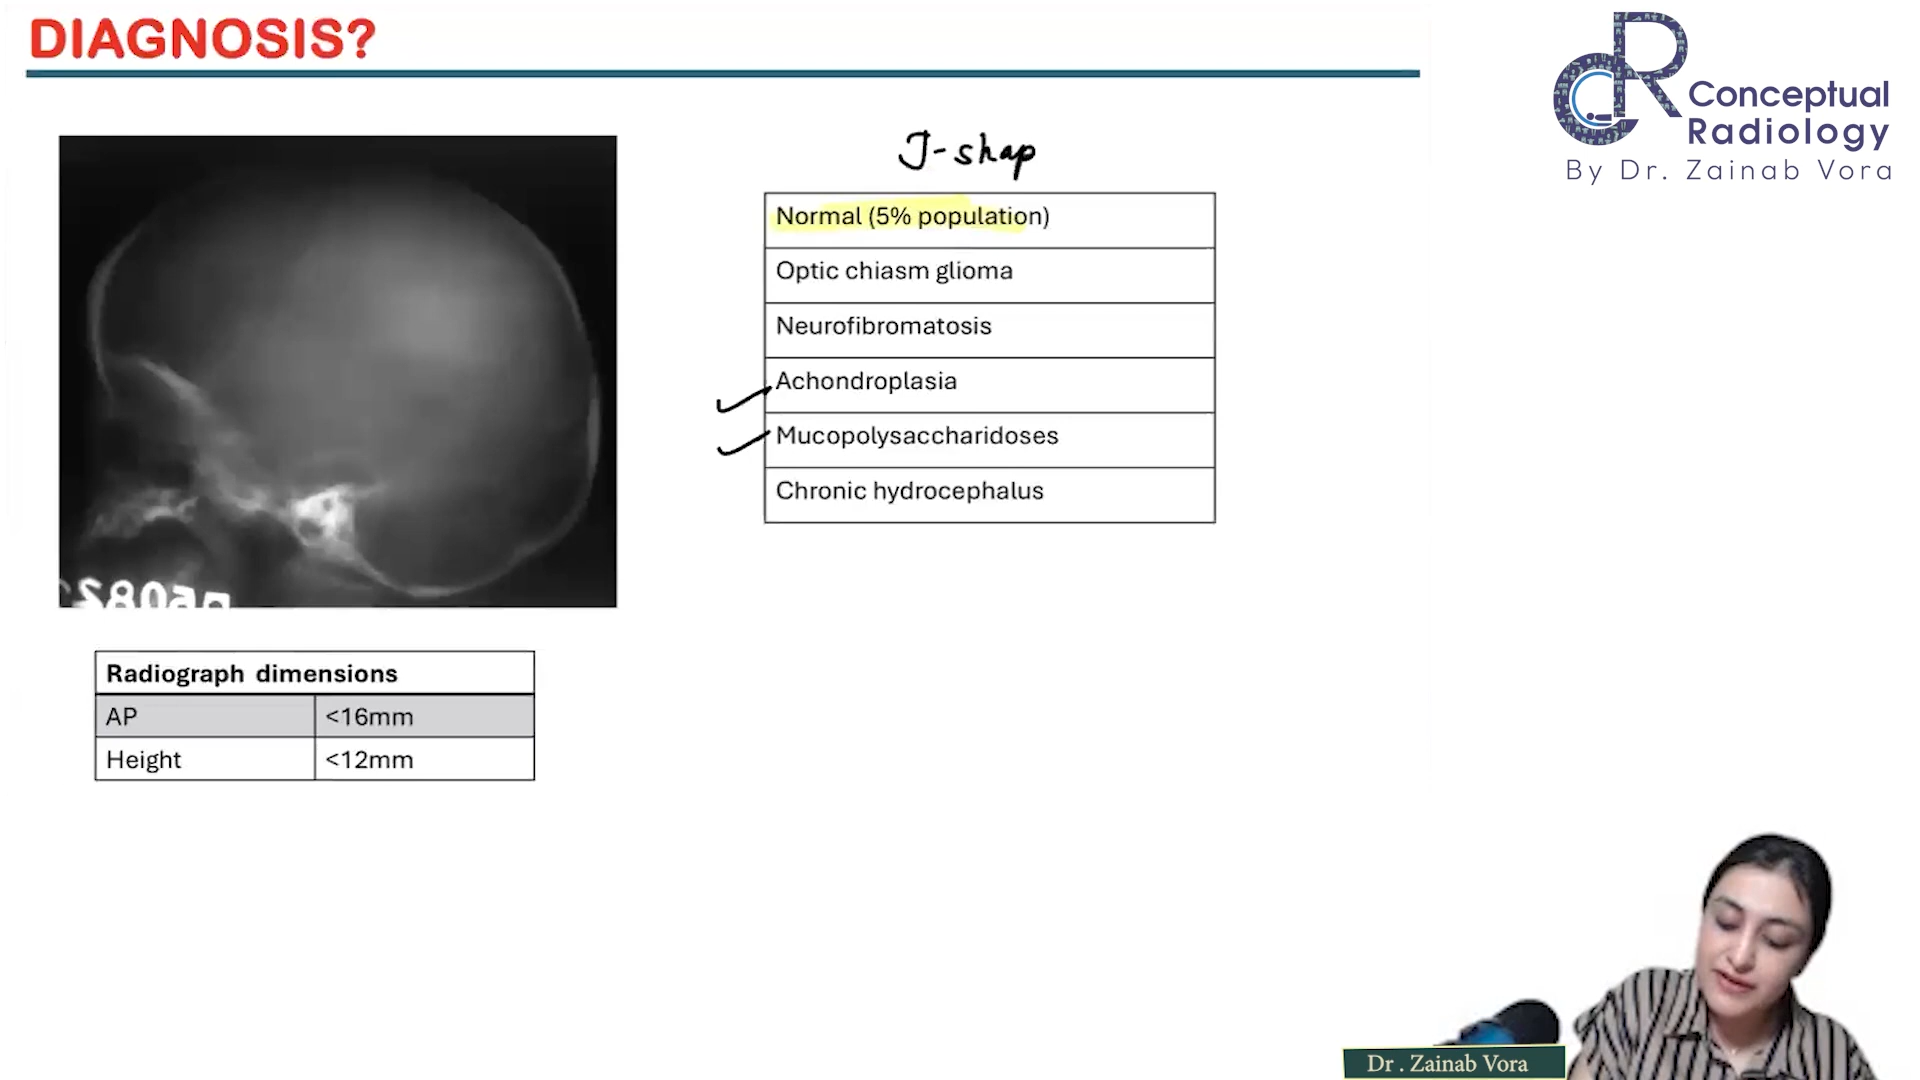 DIAGNOSIS?
Conceptual
Radiology
By Dr. Zainab Vora
J-shap
Normal (5% population)
Optic chiasm glioma
Neurofibromatosis
Achondroplasia
Mucopolysaccharidoses
Chronic hydrocephalus
Radiograph dimensions
AP <16mm
Height <12mm
Dr . Zainab Vora